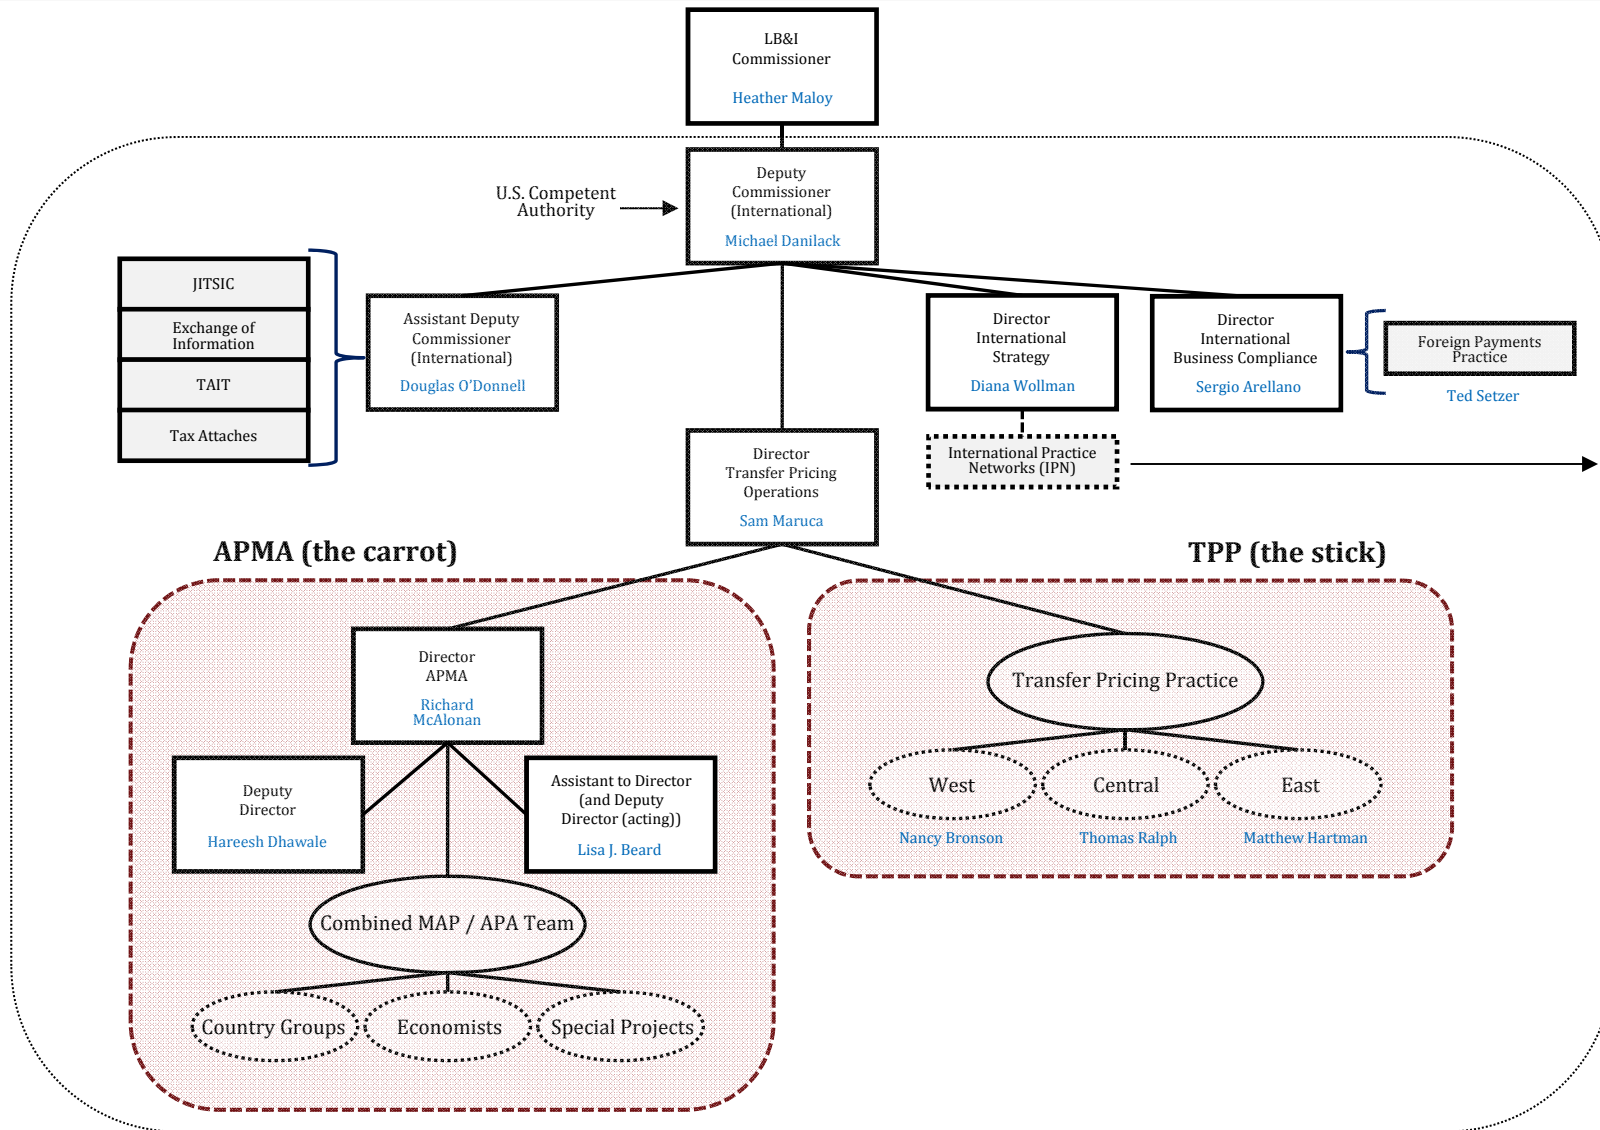 LB&I
Commissioner
Heather Maloy
Deputy
Commissioner
(International)
Michael Danilack
U.S. Competent
Authority
JITSIC
Exchange of
Information
TAIT
Tax Attaches
Assistant Deputy
Commissioner
(International)
Douglas O’Donnell
Director
International
Strategy
Diana Wollman
Director
International
Business Compliance
Sergio Arellano
Foreign Payments
Practice
Ted Setzer
International Practice
Networks (IPN)
Director
Transfer Pricing
Operations
Sam Maruca
APMA (the carrot)
TPP (the stick)
Director
APMA
Richard
McAlonan
Deputy
Director
Hareesh Dhawale
Assistant to Director
(and Deputy
Director (acting))
Lisa J. Beard
Combined MAP / APA Team
Country Groups
Economists
Special Projects
Transfer Pricing Practice
West
Central
East
Nancy Bronson
Thomas Ralph
Matthew Hartman